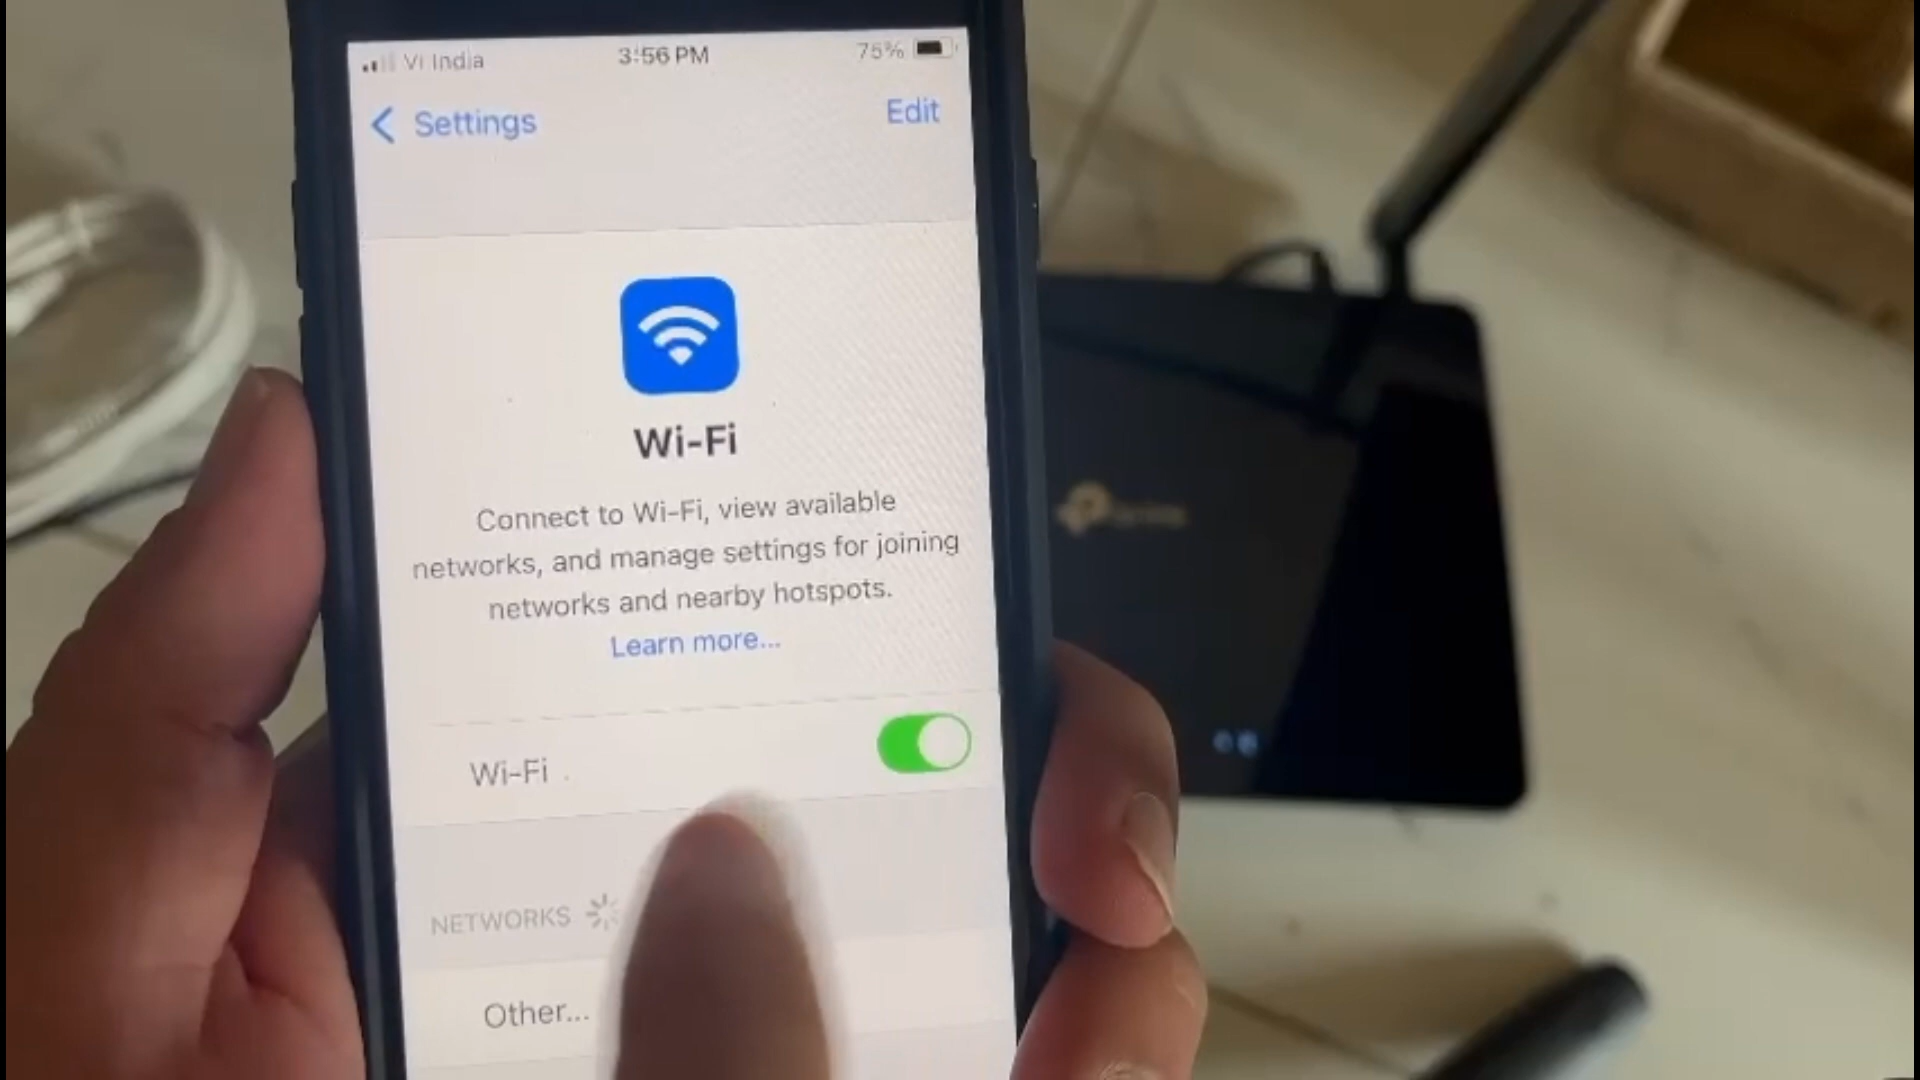 Vi India 3:56 PM 75%
Settings Edit
Wi-Fi
Connect to Wi-Fi, view available
networks, and manage settings for joining
networks and nearby hotspots.
Learn more...
Wi-Fi
NETWORKS
Other...